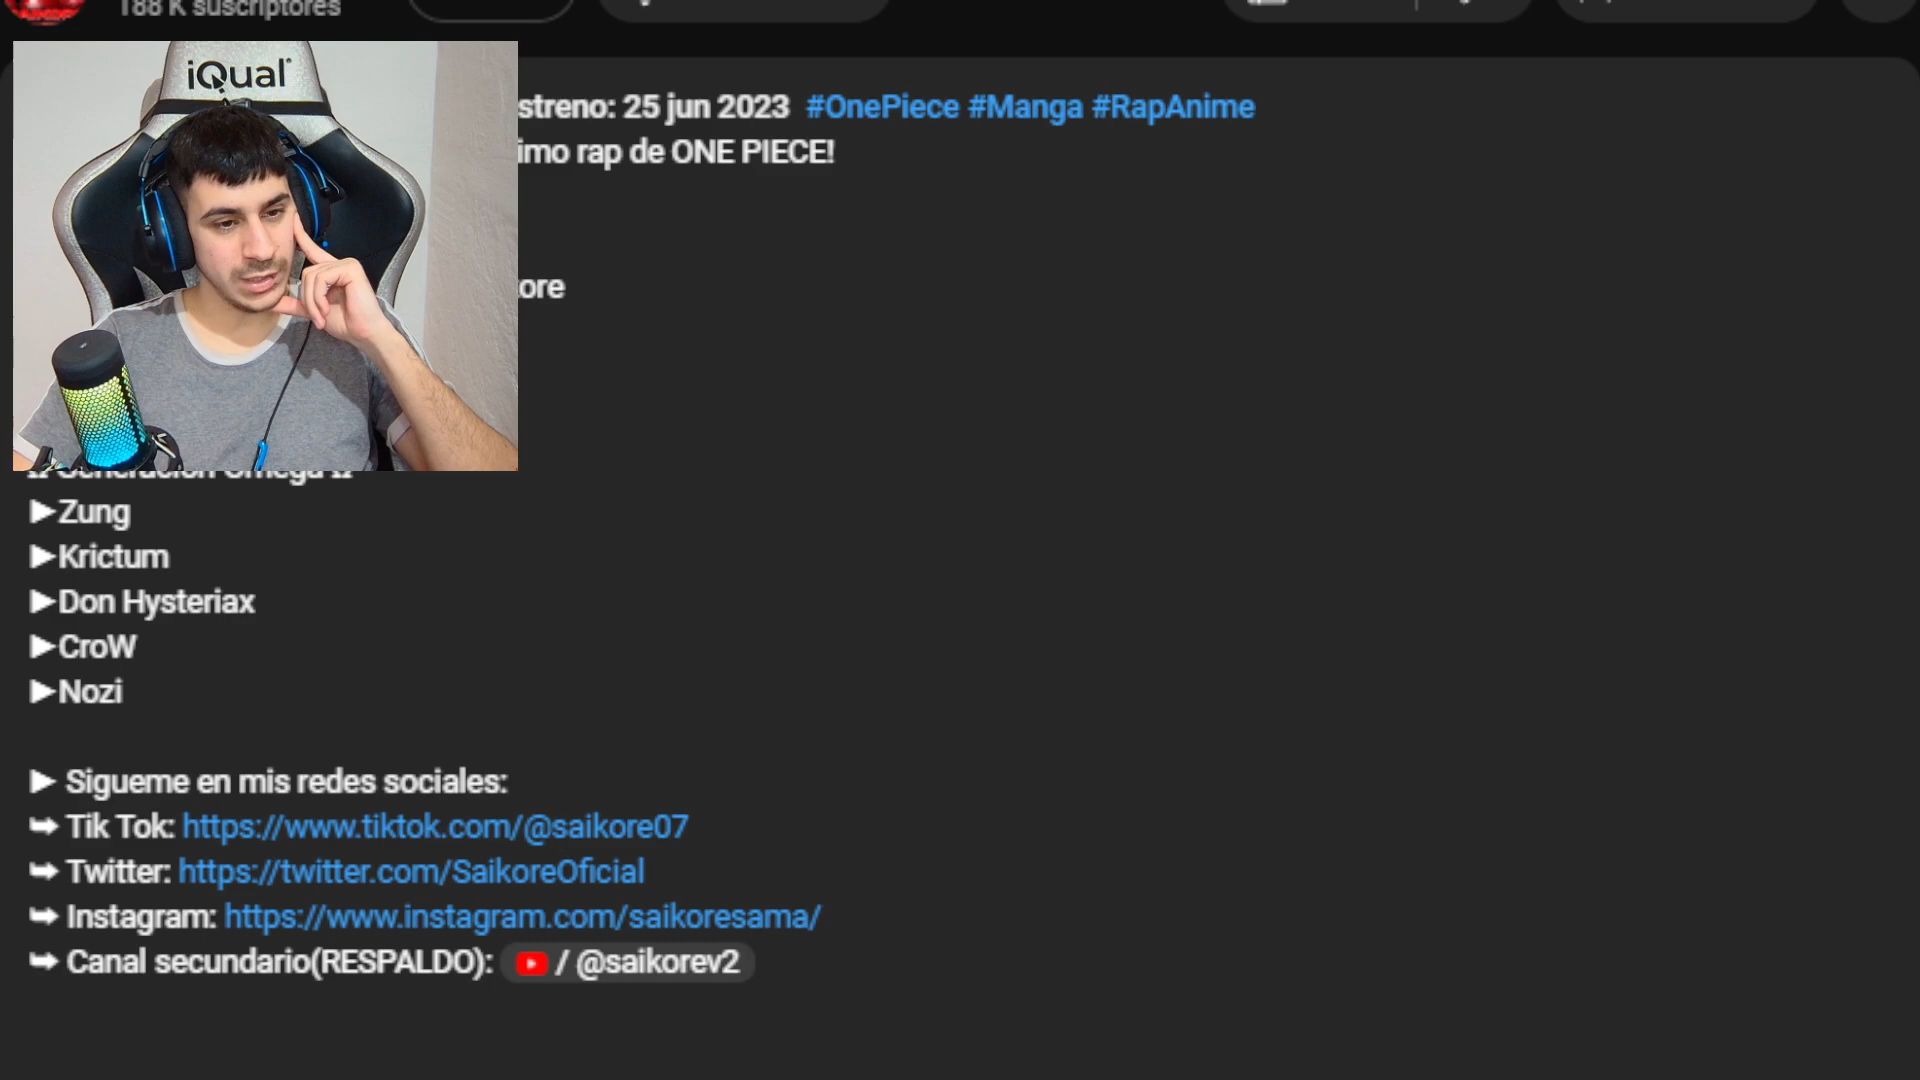 188 K suscriptores
iQual
streno: 25 jun 2023 #OnePiece #Manga #RapAnime
imo rap de ONE PIECE!
ore
Generación Omega
▶Zung
▶Krictum
▶Don Hysteriax
▶CroW
▶Nozi
▶ Sigueme en mis redes sociales:
➥ Tik Tok: https://www.tiktok.com/@saikore07
➥ Twitter: https://twitter.com/SaikoreOficial
➥ Instagram: https://www.instagram.com/saikoresama/
➥ Canal secundario(RESPALDO): / @saikorev2